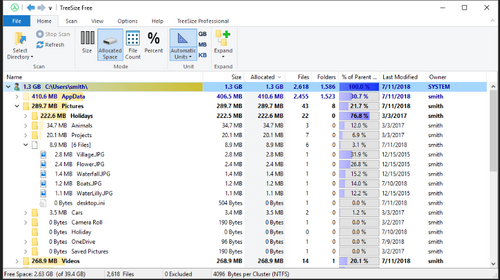 TreeSize Free
File Home Scan View Options Help TreeSize Professional
Select Directory Stop Scan Refresh Allocated Space File Count Percent Automatic Units GB MB KB Expand
Scan Mode Unit Expand
Name Size Allocated Files Folders % of Parent ... Last Modified Owner
1.3 GB C:\Users\smith\ 1.3 GB 1.3 GB 2,618 1,586 100.0 % 7/11/2018 SYSTEM
410.6 MB AppData 406.5 MB 410.6 MB 2,455 1,523 30.7 % 7/11/2018 smith
289.7 MB Pictures 289.7 MB 289.7 MB 43 8 21.7 % 7/11/2018 smith
222.6 MB Holidays 222.5 MB 222.6 MB 22 0 76.8 % 3/3/2017 smith
34.7 MB Animals 34.7 MB 34.7 MB 3 0 12.0 % 3/3/2017 smith
20.1 MB Projects 20.1 MB 20.1 MB 7 0 6.9 % 3/3/2017 smith
8.9 MB [6 Files] 8.9 MB 8.9 MB 6 0 3.1 % 7/11/2018 smith
2.8 MB Village.JPG 2.8 MB 2.8 MB 1 0 31.9 % 12/15/2015 smith
2.4 MB Flower.JPG 2.4 MB 2.4 MB 1 0 26.8 % 12/15/2015 smith
1.4 MB Waterfall.JPG 1.4 MB 1.4 MB 1 0 15.2 % 12/15/2015 smith
1.2 MB Boats.JPG 1.2 MB 1.2 MB 1 0 14.0 % 7/10/2018 smith
1.1 MB WaterLilly.JPG 1.1 MB 1.1 MB 1 0 12.2 % 12/15/2015 smith
0 Bytes desktop.ini 504 Bytes 0 Bytes 1 0 0.0 % 7/11/2018 smith
3.5 MB Cars 3.4 MB 3.5 MB 4 0 1.2 % 3/2/2017 smith
0 Bytes Camera Roll 190 Bytes 0 Bytes 1 0 0.0 % 3/2/2017 smith
0 Bytes Holiday 0 Bytes 0 Bytes 0 0 0.0 % 7/10/2018 smith
0 Bytes OneDrive 96 Bytes 0 Bytes 0 0 0.0 % 7/9/2018 smith
0 Bytes Saved Pictures 190 Bytes 0 Bytes 1 0 0.0 % 3/2/2017 smith
268.9 MB Videos 268.9 MB 268.9 MB 14 1 20.1 % 7/11/2018 smith
Free Space: 2.63 GB (of 39.4 GB) 2,618 Files 0 Excluded 4096 Bytes per Cluster (NTFS)